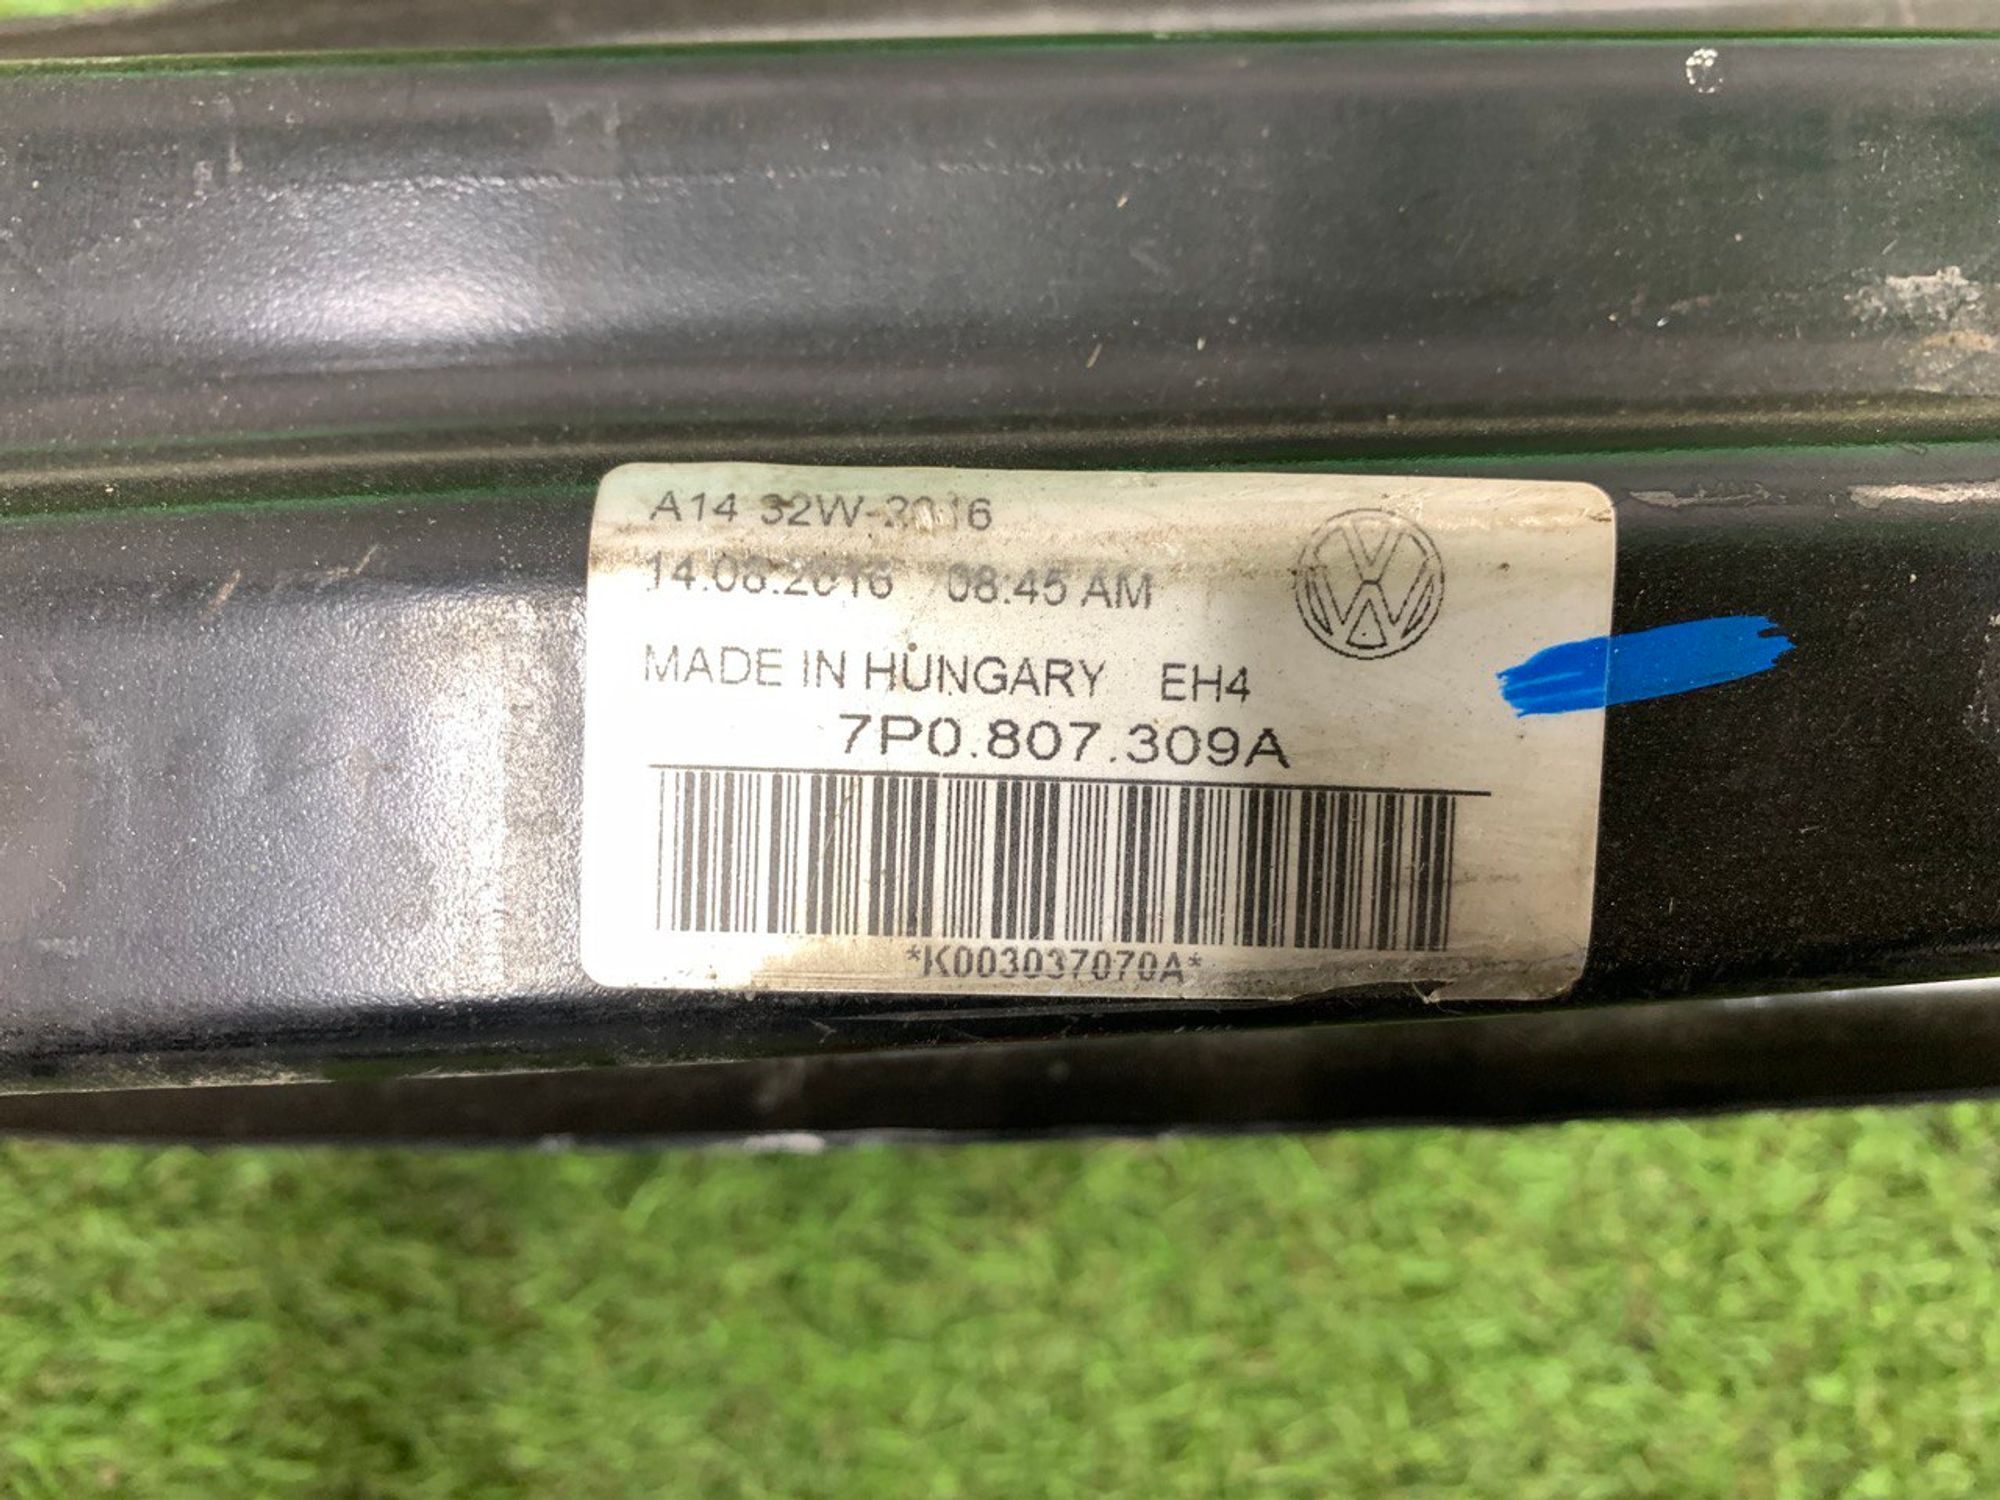 A14 32W-2016
14.08.2016 08:45 AM
MADE IN HUNGARY EH4
7P0.807.309A
*K003037070A*